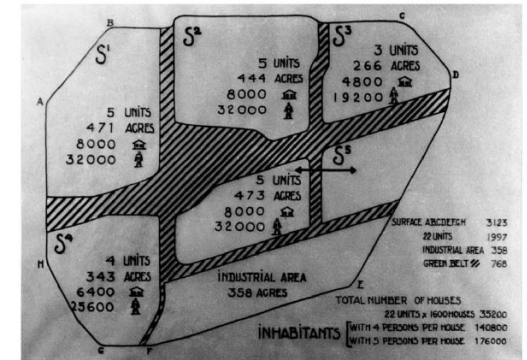 B
C
S¹
S²
S³
5 UNITS
444 ACRES
8000
32000
3 UNITS
266 ACRES
4800
19200
D
A
5 UNITS
471 ACRES
8000
32000
S⁵
5 UNITS
473 ACRES
8000
32000
S⁴
4 UNITS
343 ACRES
6400
25600
H
G
F
E
INDUSTRIAL AREA
358 ACRES
SURFACE ABCDEFGH 3123
22 UNITS 1997
INDUSTRIAL AREA 358
GREEN BELT 768
TOTAL NUMBER OF HOUSES
22 UNITS x 1600 HOUSES 35200
INHABITANTS
WITH 4 PERSONS PER HOUSE 140800
WITH 5 PERSONS PER HOUSE 176000